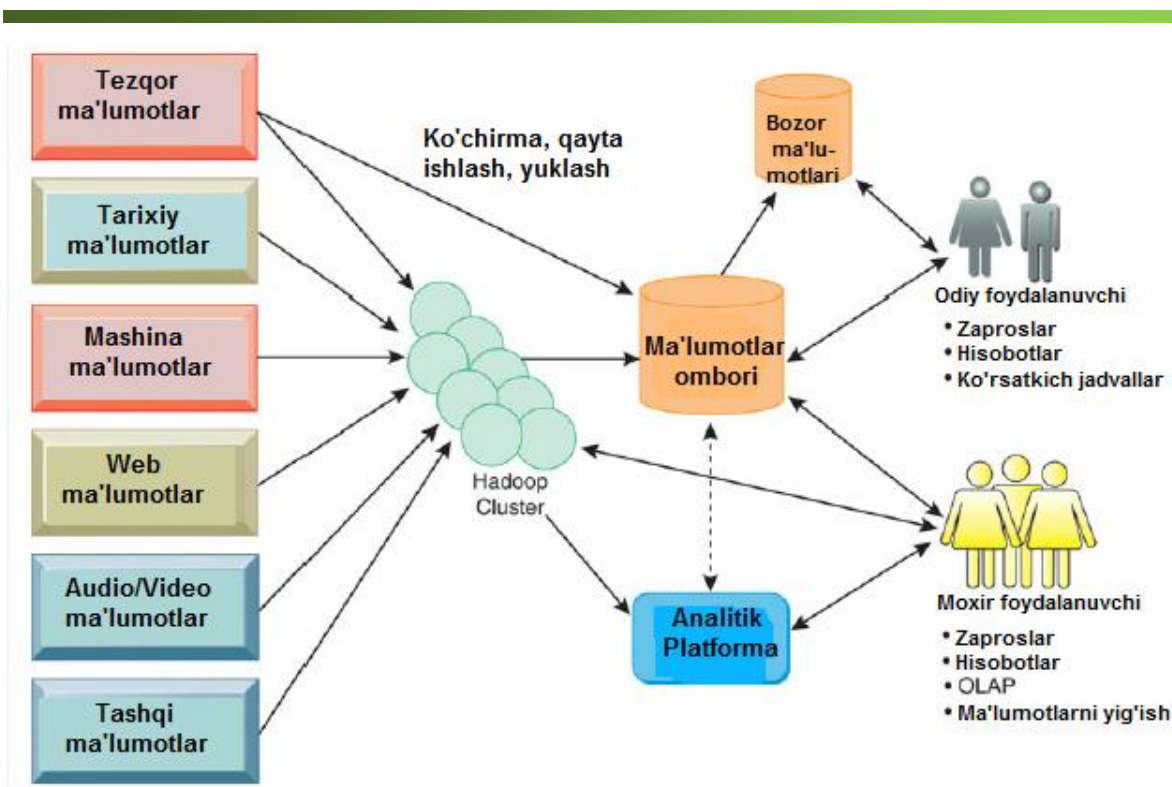 Tezqor
ma'lumotlar
Tarixiy
ma'lumotlar
Mashina
ma'lumotlar
Web
ma'lumotlar
Audio/Video
ma'lumotlar
Tashqi
ma'lumotlar
Ko'chirma, qayta
ishlash, yuklash
Hadoop
Cluster
Bozor
ma'lu-
motlari
Ma'lumotlar
ombori
Analitik
Platforma
Odiy foydalanuvchi
• Zaproslar
• Hisobotlar
• Ko'rsatkich jadvallar
Moxir foydalanuvchi
• Zaproslar
• Hisobotlar
• OLAP
• Ma'lumotlarni yig'ish